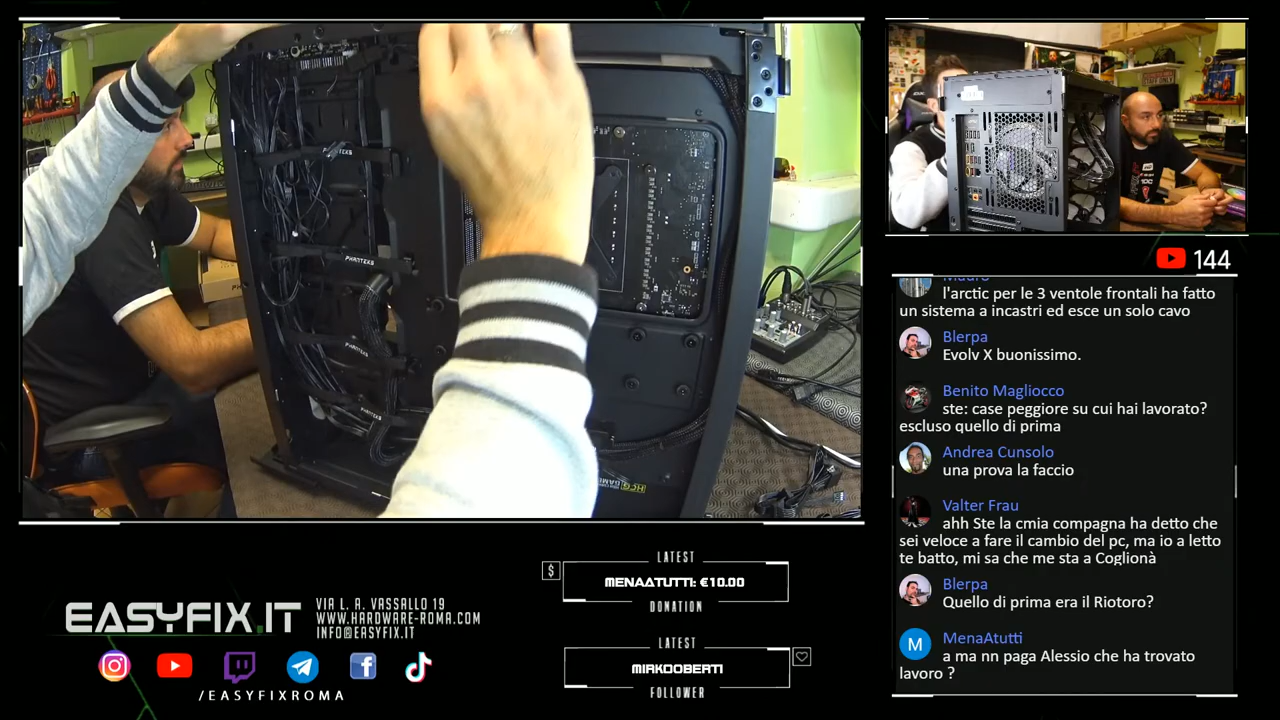 PHANTEKS
PHANTEKS
PHANTEKS
144
l'arctic per le 3 ventole frontali ha fatto
un sistema a incastri ed esce un solo cavo
Blerpa
Evolv X buonissimo.
Benito Magliocco
ste: case peggiore su cui hai lavorato?
escluso quello di prima
Andrea Cunsolo
una prova la faccio
Valter Frau
ahh Ste la cmia compagna ha detto che
sei veloce a fare il cambio del pc, ma io a letto
te batto, mi sa che me sta a Coglionà
Blerpa
Quello di prima era il Riotoro?
M
MenaAtutti
a ma nn paga Alessio che ha trovato
lavoro ?
LATEST
$
MENAATUTTI: €10.00
DONATION
LATEST
MIRKOOBERTI
FOLLOWER
EASYFIX.IT
VIA L. A. VASSALLO 19
WWW.HARDWARE-ROMA.COM
INFO@EASYFIX.IT
/EASYFIXROMA